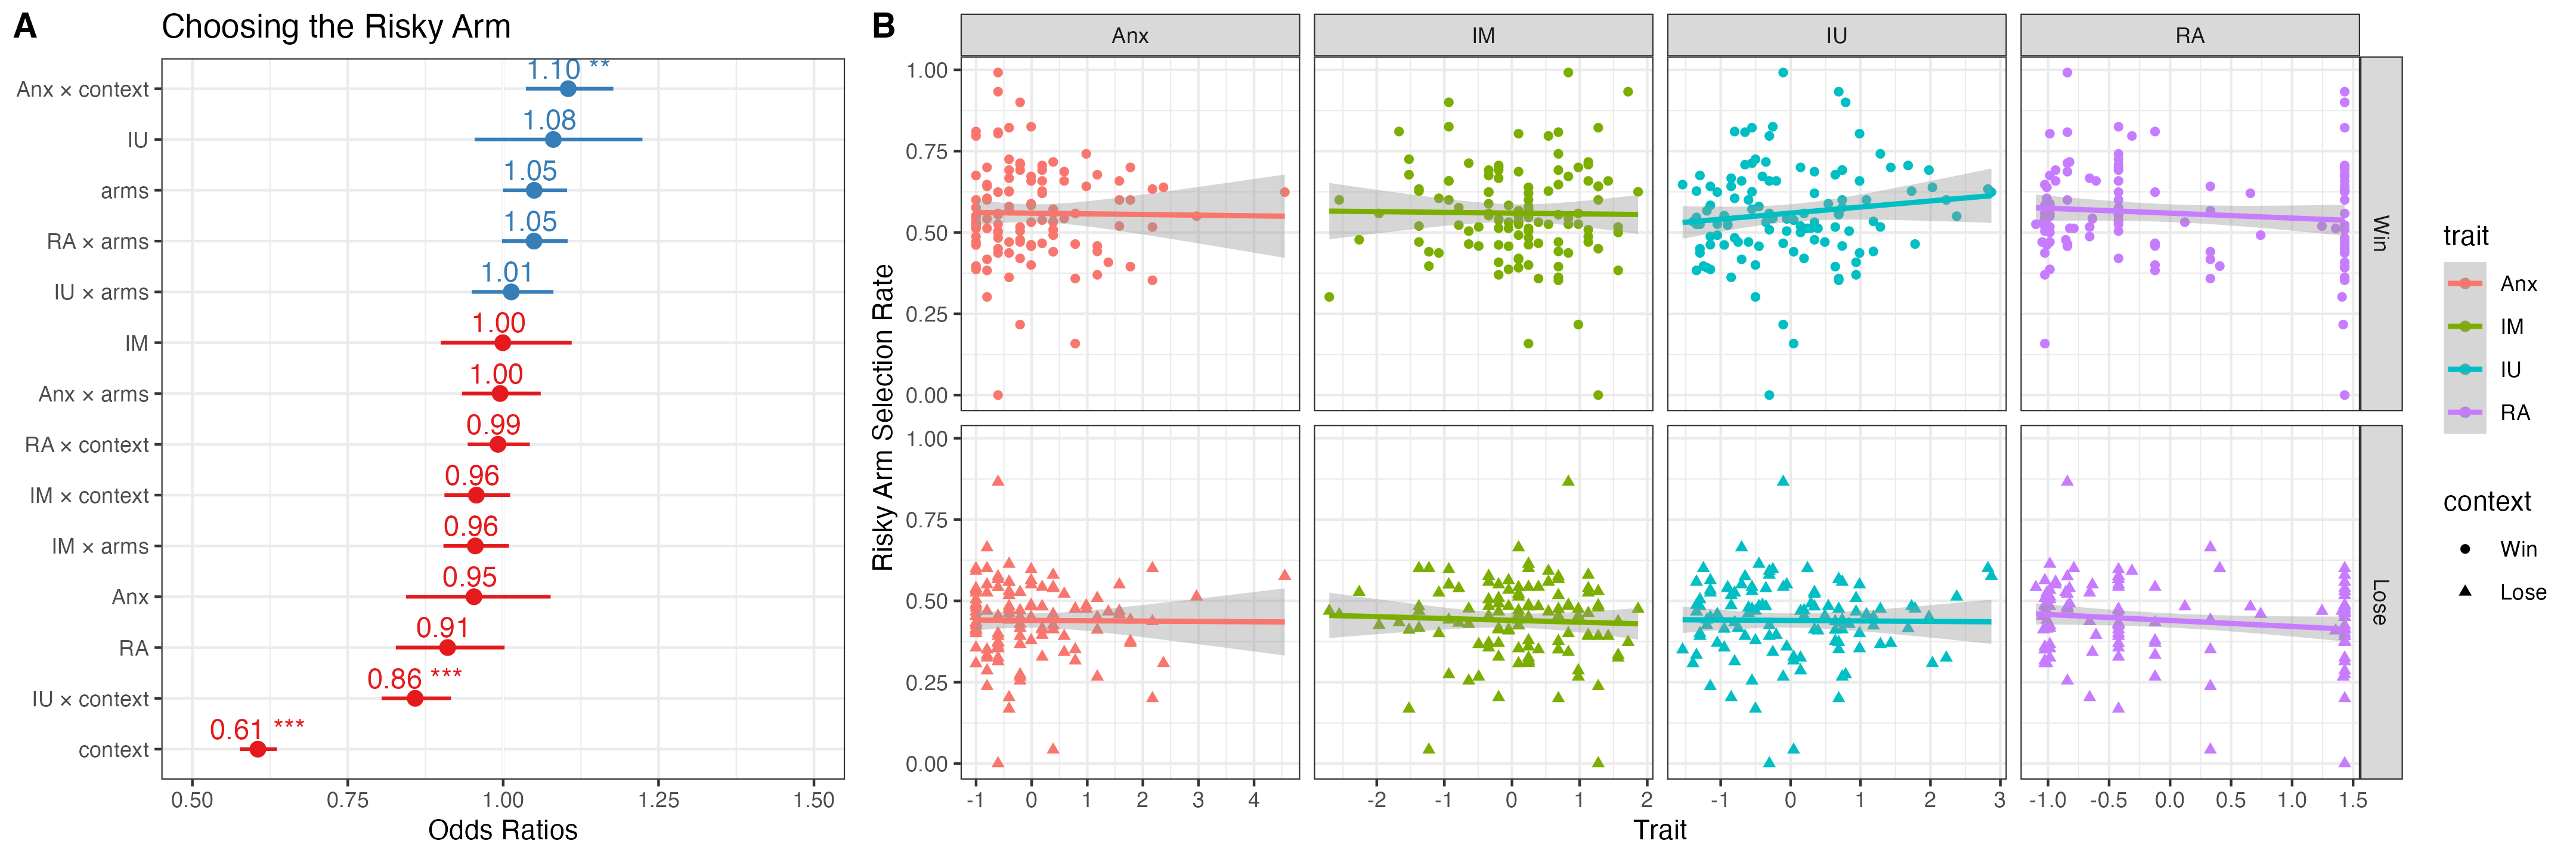 A
Choosing the Risky Arm
Anx × context
IU
arms
RA × arms
IU × arms
IM
Anx × arms
RA × context
IM × context
IM × arms
Anx
RA
IU × context
context
1.10 **
1.08
1.05
1.05
1.01
1.00
1.00
0.99
0.96
0.96
0.95
0.91
0.86 ***
0.61 ***
0.50 0.75 1.00 1.25 1.50
Odds Ratios
B
Anx IM IU RA
Risky Arm Selection Rate
1.00
0.75
0.50
0.25
0.00
Win
1.00
0.75
0.50
0.25
0.00
Lose
-1 0 1 2 3 4
-2 -1 0 1 2
-1 0 1 2 3
-1.0 -0.5 0.0 0.5 1.0 1.5
Trait
trait
Anx
IM
IU
RA
context
Win
Lose